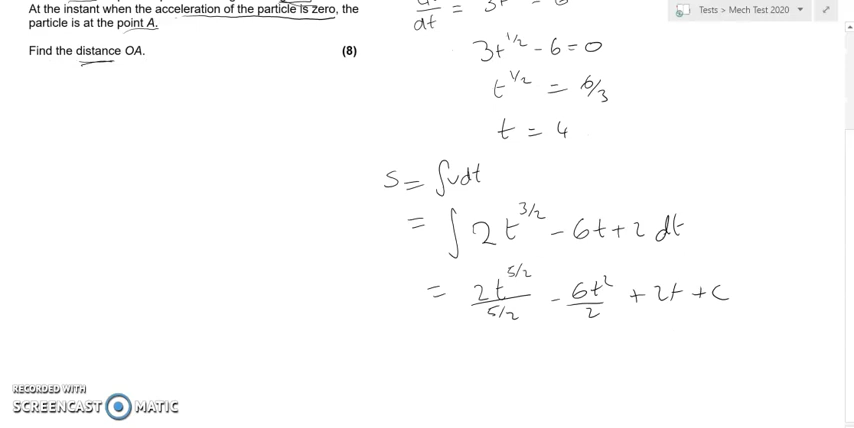 At the instant when the acceleration of the particle is zero, the
particle is at the point A.
Find the distance OA.
(8)
Tests > Mech Test 2020
dt
=
3t^{1/2} - 6 = 0
t^{1/2} = 6/3
t = 4
s = ∫vdt
= ∫ 2t^{3/2} - 6t + 2 dt
= 2t^{5/2}/5/2 - 6t²/2 + 2t + c
RECORDED WITH
SCREENCAST MATIC